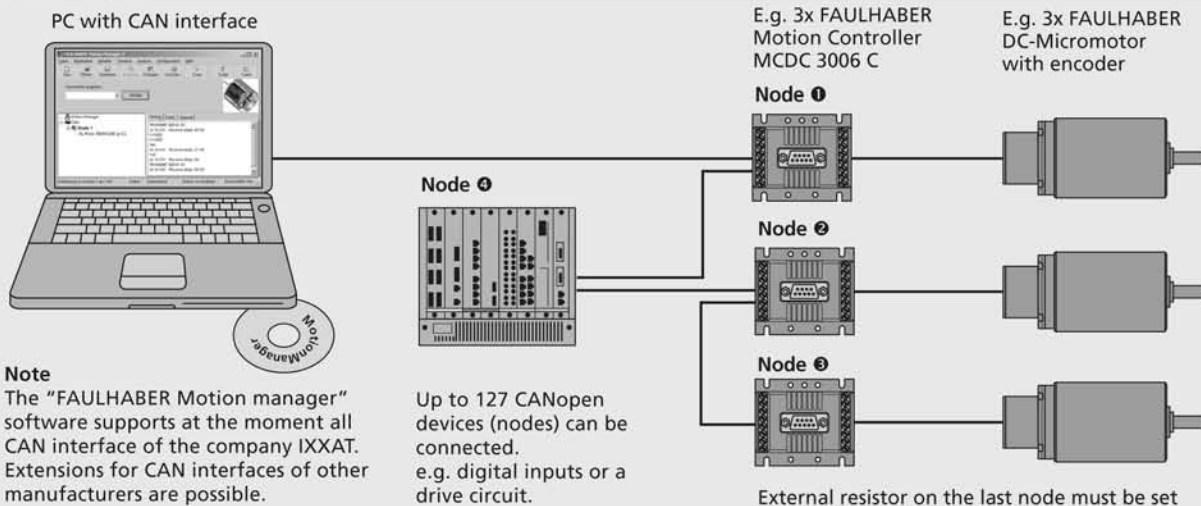 PC with CAN interface
E.g. 3x FAULHABER
Motion Controller
MCDC 3006 C
E.g. 3x FAULHABER
DC-Micromotor
with encoder
Node ❶
Node ❹
Node ❷
Node ❸
MotionManager
Note
The "FAULHABER Motion manager"
software supports at the moment all
CAN interface of the company IXXAT.
Extensions for CAN interfaces of other
manufacturers are possible.
Up to 127 CANopen
devices (nodes) can be
connected.
e.g. digital inputs or a
drive circuit.
External resistor on the last node must be set